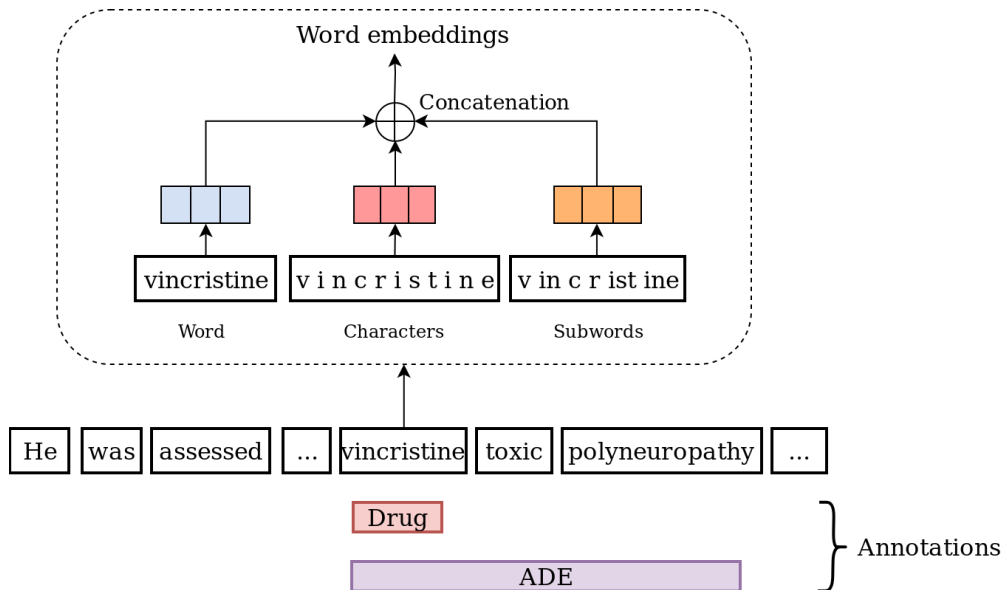 Word embeddings
Concatenation
vincristine
v i n c r i s t i n e
v in c r ist ine
Word
Characters
Subwords
He was assessed ... vincristine toxic polyneuropathy ...
Drug
Annotations
ADE